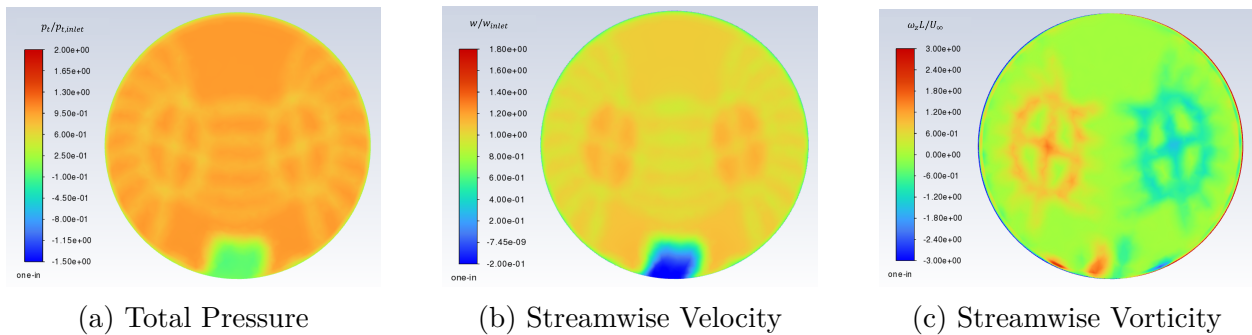 p_t/p_{t,inlet}
2.00e+00
1.65e+00
1.30e+00
9.50e-01
6.00e-01
2.50e-01
-1.00e-01
-4.50e-01
-8.00e-01
-1.15e+00
-1.50e+00
one-in
w/w_{inlet}
1.80e+00
1.60e+00
1.40e+00
1.20e+00
1.00e+00
8.00e-01
6.00e-01
4.00e-01
2.00e-01
-7.45e-09
-2.00e-01
one-in
ω_zL/U_∞
3.00e+00
2.40e+00
1.80e+00
1.20e+00
6.00e-01
0.00e+00
-6.00e-01
-1.20e+00
-1.80e+00
-2.40e+00
-3.00e+00
one-in
(a) Total Pressure
(b) Streamwise Velocity
(c) Streamwise Vorticity